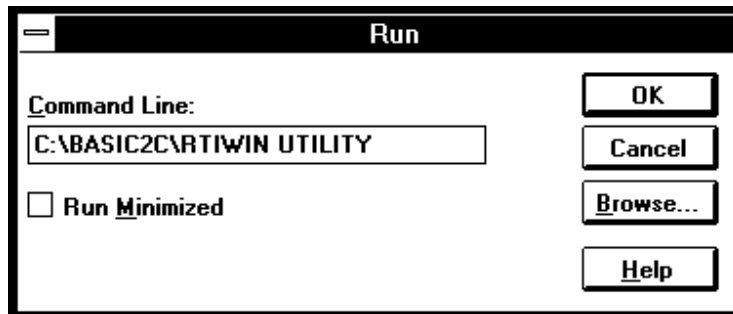 Run
Command Line:
C:\BASIC2C\RTIWIN UTILITY
Run Minimized
OK
Cancel
Browse...
Help